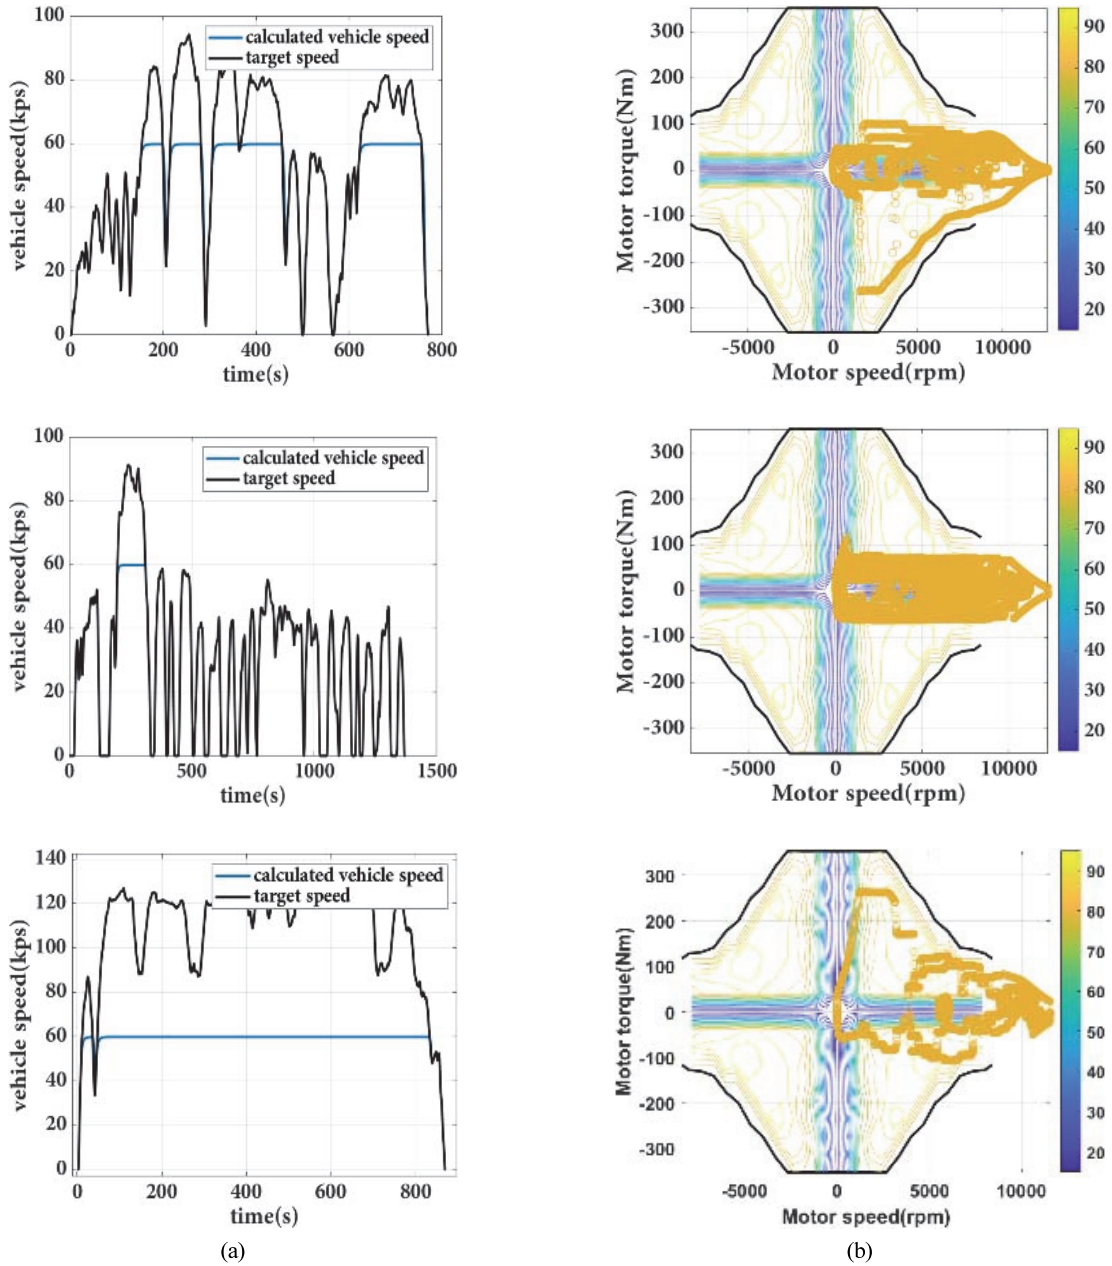 100
80
60
40
20
0
0 200 400 600 800
vehicle speed(kps)
time(s)
calculated vehicle speed
target speed
300
200
100
0
-100
-200
-300
-5000 0 5000 10000
Motor torque(Nm)
Motor speed(rpm)
90
80
70
60
50
40
30
20
100
80
60
40
20
0
0 500 1000 1500
vehicle speed(kps)
time(s)
calculated vehicle speed
target speed
300
200
100
0
-100
-200
-300
-5000 0 5000 10000
Motor torque(Nm)
Motor speed(rpm)
90
80
70
60
50
40
30
20
140
120
100
80
60
40
20
0
0 200 400 600 800
vehicle speed(kps)
time(s)
calculated vehicle speed
target speed
300
200
100
0
-100
-200
-300
-5000 0 5000 10000
Motor torque(Nm)
Motor speed(rpm)
90
80
70
60
50
40
30
20
(a)
(b)